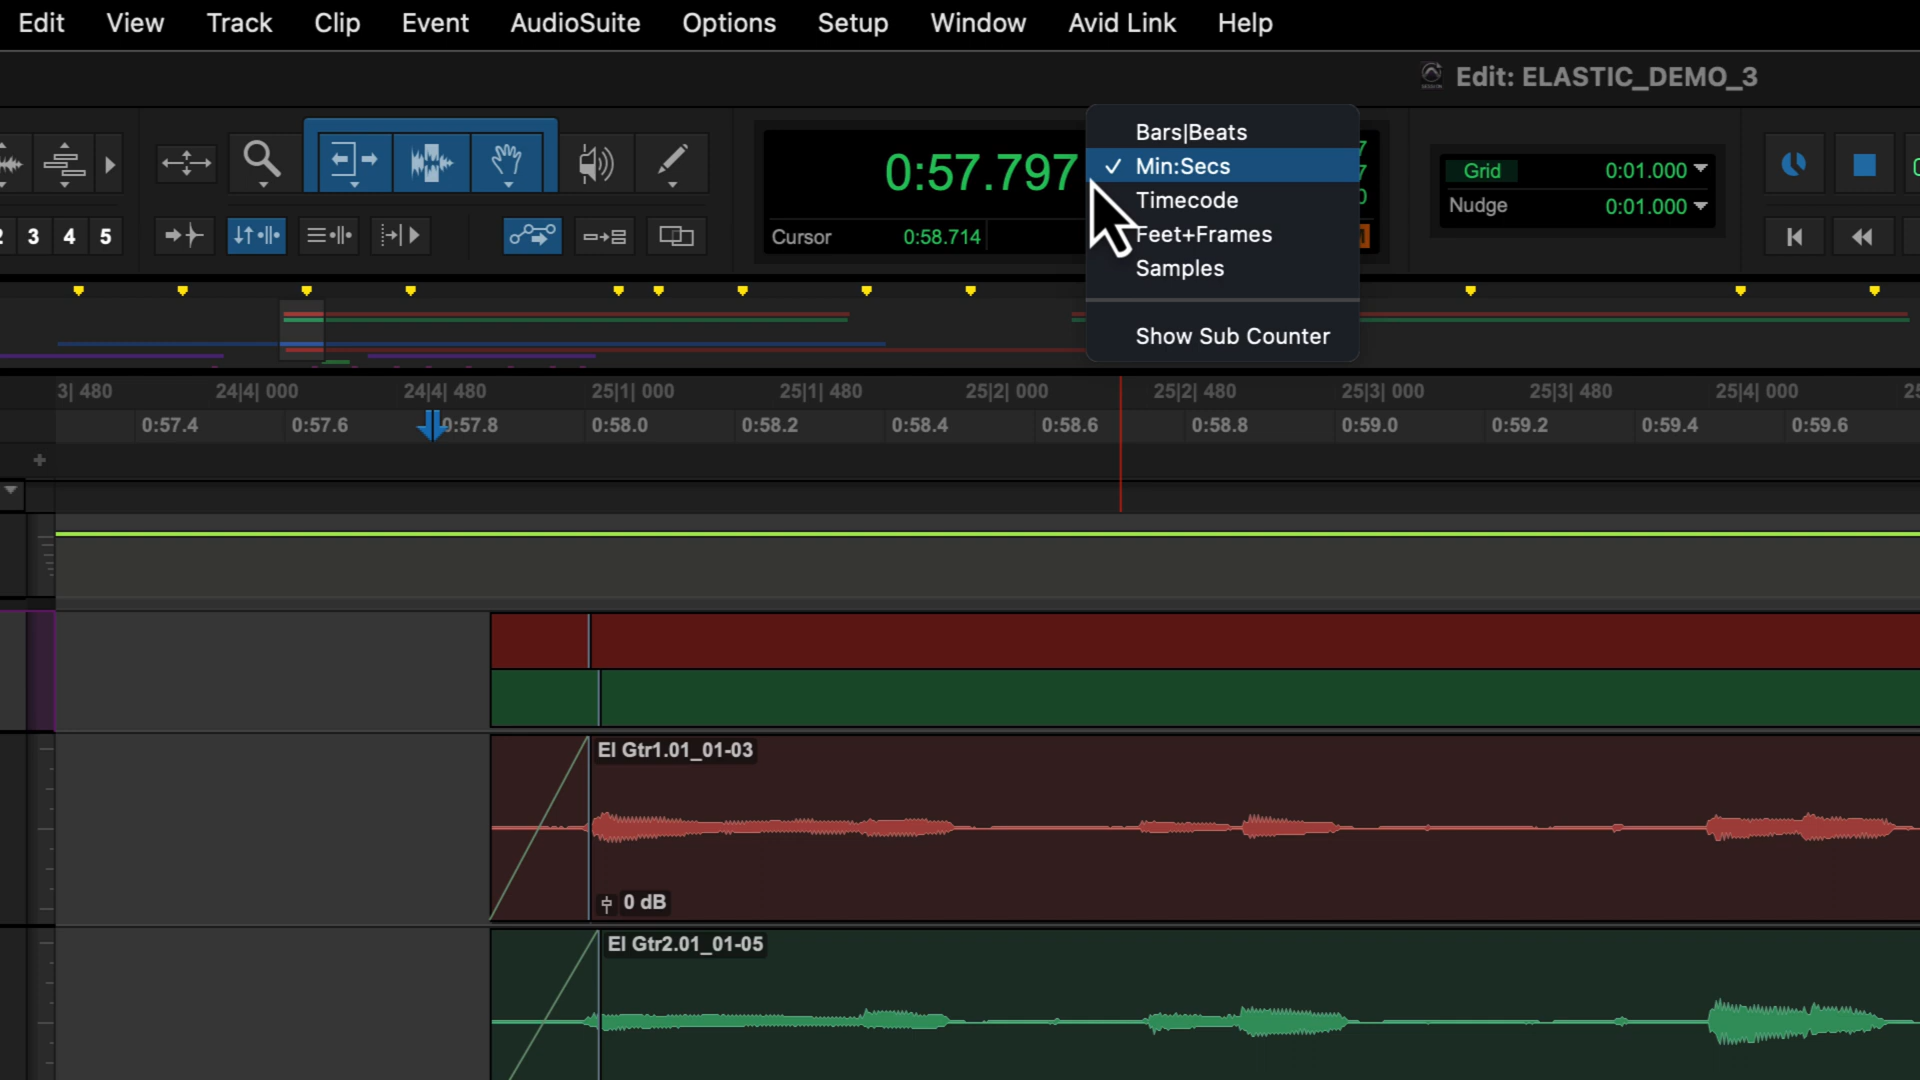 Edit View Track Clip Event AudioSuite Options Setup Window Avid Link Help
Edit: ELASTIC_DEMO_3
Bars|Beats
0:57.797
✓ Min:Secs
Grid 0:01.000
Timecode
Nudge 0:01.000
3 4 5
Cursor 0:58.714
Feet+Frames
Samples
Show Sub Counter
3| 480 24|4| 000 24|4| 480 25|1| 000 25|1| 480 25|2| 000 25|2| 480 25|3| 000 25|3| 480 25|4| 000
0:57.4 0:57.6 0:57.8 0:58.0 0:58.2 0:58.4 0:58.6 0:58.8 0:59.0 0:59.2 0:59.4 0:59.6
El Gtr1.01_01-03
0 dB
El Gtr2.01_01-05